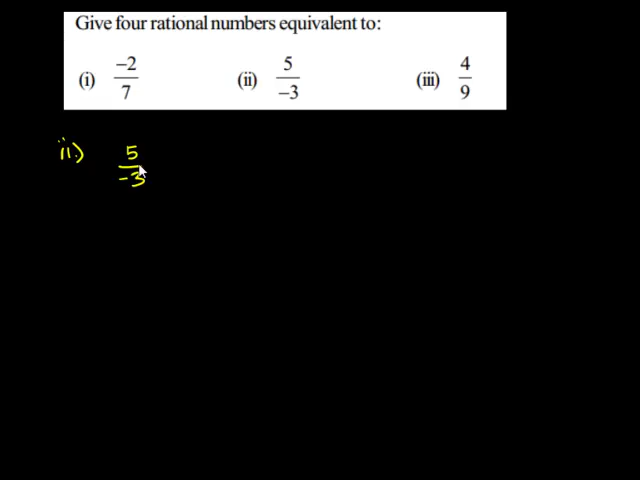 Give four rational numbers equivalent to:
(i) −2/7 (ii) 5/−3 (iii) 4/9
ii.) 5/-3